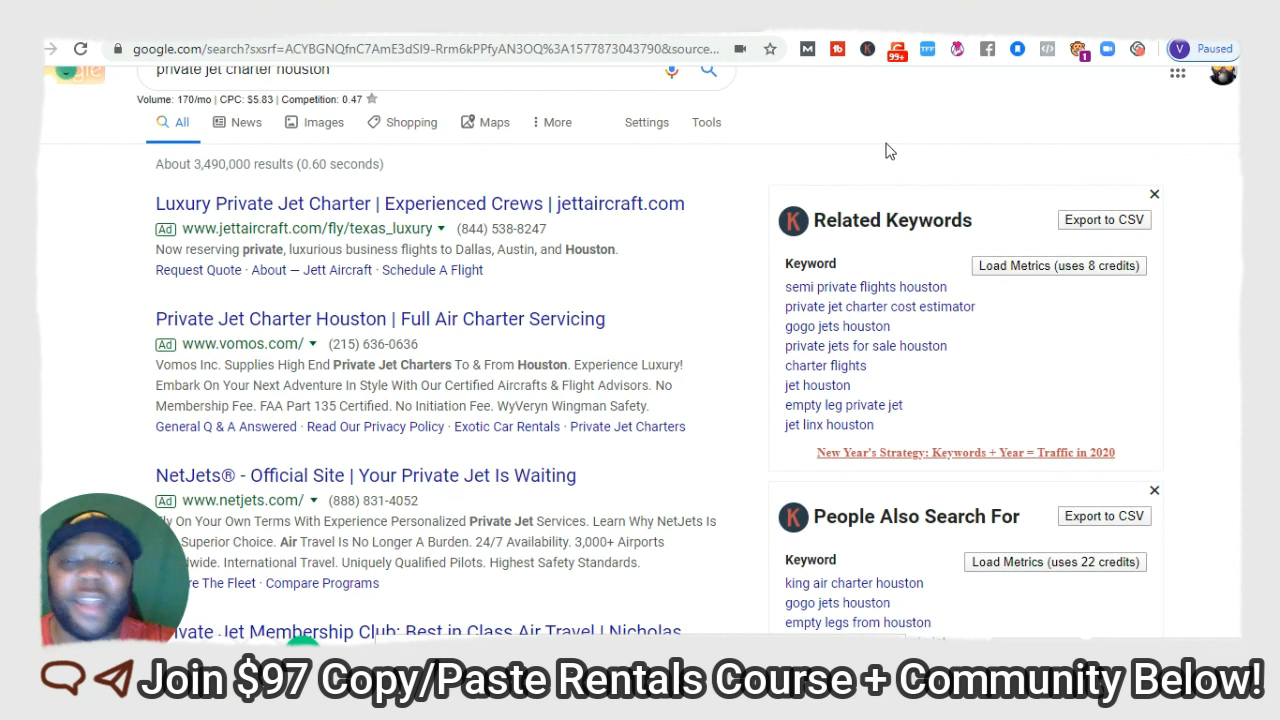 google.com/search?sxsrf=ACYBGNQfnC7AmE3dSI9-Rrm6kPPfyAN3OQ%3A1577873043790&source...
99+
TFF
1
V Paused
private jet charter houston
Volume: 170/mo | CPC: $5.83 | Competition: 0.47
All News Images Shopping Maps More Settings Tools
About 3,490,000 results (0.60 seconds)
Luxury Private Jet Charter | Experienced Crews | jettaircraft.com
Ad www.jettaircraft.com/fly/texas_luxury (844) 538-8247
Now reserving private, luxurious business flights to Dallas, Austin, and Houston.
Request Quote · About — Jett Aircraft · Schedule A Flight
Private Jet Charter Houston | Full Air Charter Servicing
Ad www.vomos.com/ (215) 636-0636
Vomos Inc. Supplies High End Private Jet Charters To & From Houston. Experience Luxury!
Embark On Your Next Adventure In Style With Our Certified Aircrafts & Flight Advisors. No
Membership Fee. FAA Part 135 Certified. No Initiation Fee. WyVeryn Wingman Safety.
General Q & A Answered · Read Our Privacy Policy · Exotic Car Rentals · Private Jet Charters
NetJets® - Official Site | Your Private Jet Is Waiting
Ad www.netjets.com/ (888) 831-4052
On Your Own Terms With Experience Personalized Private Jet Services. Learn Why NetJets Is
Superior Choice. Air Travel Is No Longer A Burden. 24/7 Availability. 3,000+ Airports
International Travel. Uniquely Qualified Pilots. Highest Safety Standards.
The Fleet · Compare Programs
Jet Membership Club: Best in Class Air Travel | Nicholas
K Related Keywords Export to CSV
Keyword Load Metrics (uses 8 credits)
semi private flights houston
private jet charter cost estimator
gogo jets houston
private jets for sale houston
charter flights
jet houston
empty leg private jet
jet linx houston
New Year's Strategy: Keywords + Year = Traffic in 2020
K People Also Search For Export to CSV
Keyword Load Metrics (uses 22 credits)
king air charter houston
gogo jets houston
empty legs from houston
Join $97 Copy/Paste Rentals Course + Community Below!